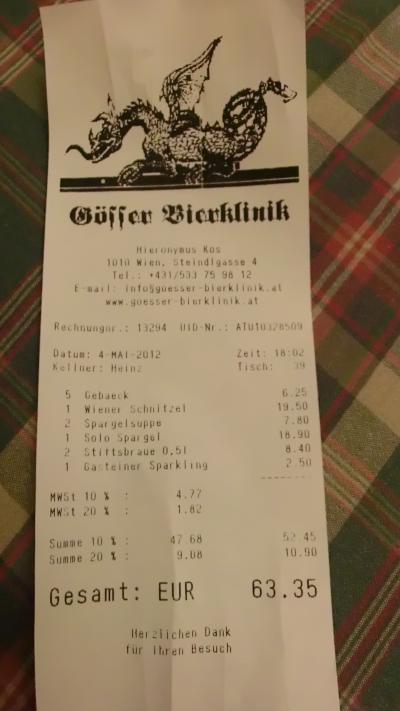 Gösser Bierklinik
Hieronymus Kos
1010 Wien, Steindlgasse 4
Tel.: +431/533 75 98 12
E-mail: info@goesser-bierklinik.at
www.goesser-bierklinik.at
Rechnungnr.: 13294 UID-Nr.: ATU10328509
Datum: 4-MAI-2012 Zeit: 18:02
Kellner: Heinz Tisch: 39
5 Gebaeck 6.25
1 Wiener Schnitzel 19.50
2 Spargelsuppe 7.80
1 Solo Spargel 18.90
2 Stiftsbraue 0,5l 8.40
1 Gasteiner Sparkling 2.50
--------
MWSt 10 % : 4.77
MWSt 20 % : 1.82
Summe 10 % : 47.68 52.45
Summe 20 % : 9.08 10.90
Gesamt: EUR 63.35
Herzlichen Dank
für Ihren Besuch